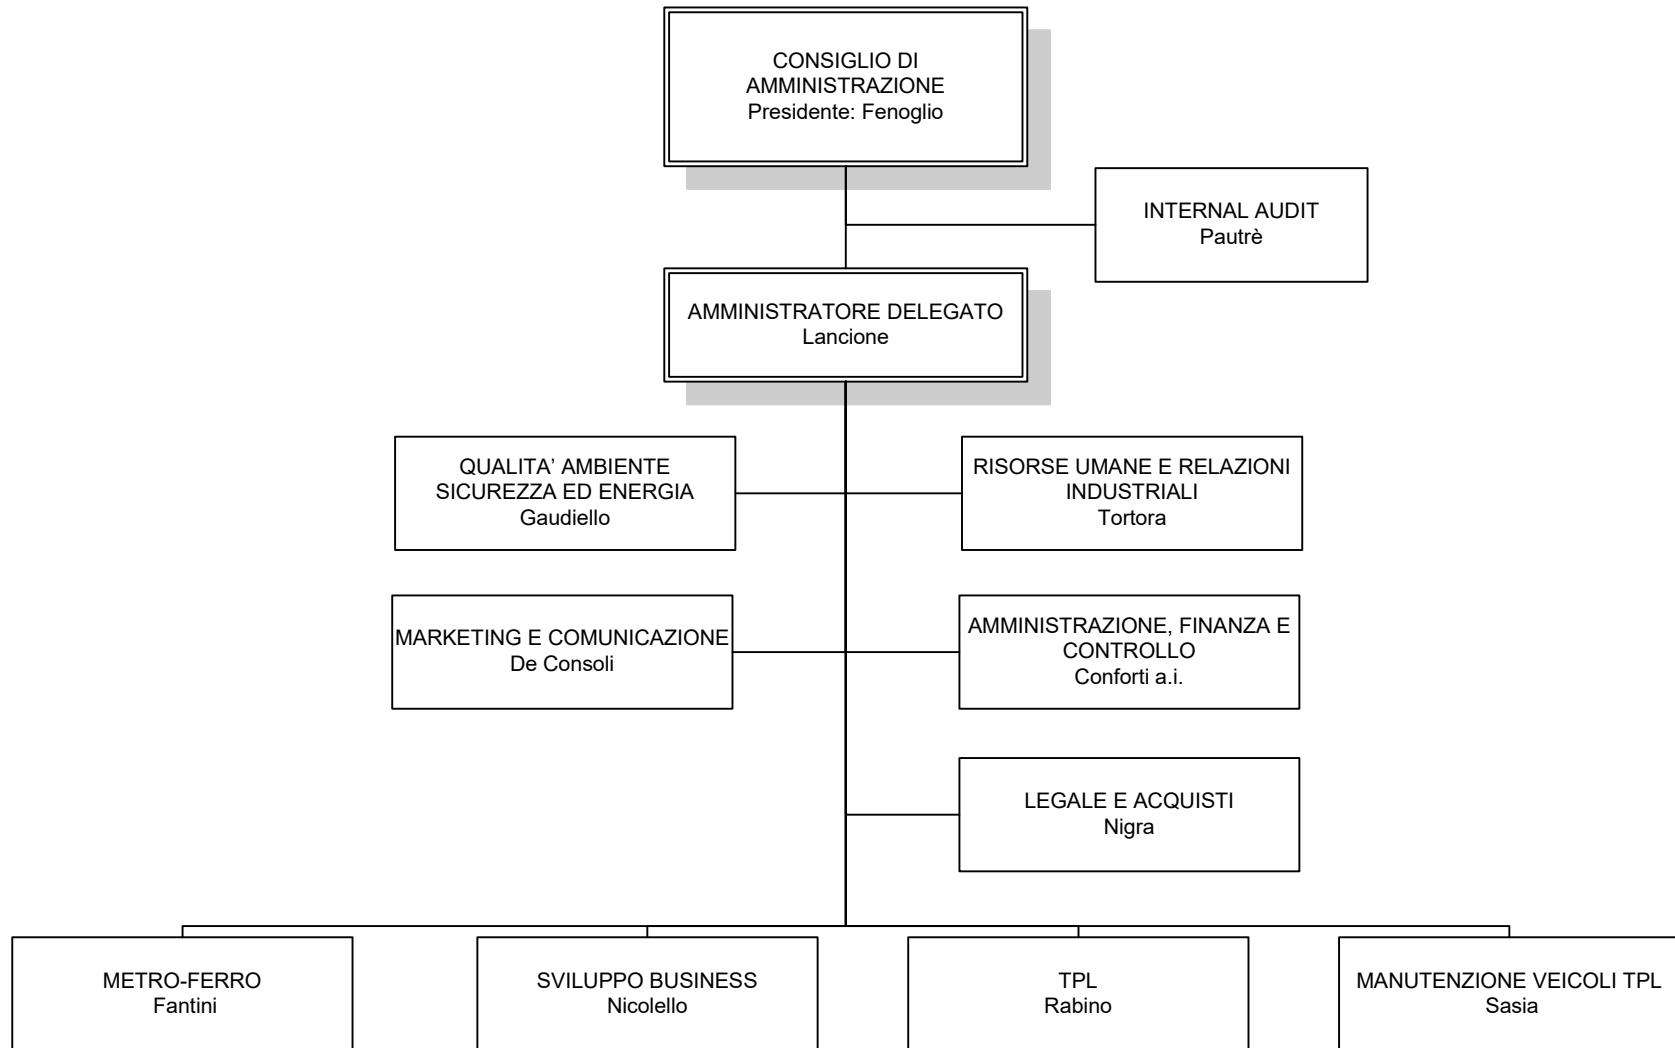 CONSIGLIO DI
AMMINISTRAZIONE
Presidente: Fenoglio
INTERNAL AUDIT
Pautrè
AMMINISTRATORE DELEGATO
Lancione
QUALITA’ AMBIENTE
SICUREZZA ED ENERGIA
Gaudiello
RISORSE UMANE E RELAZIONI
INDUSTRIALI
Tortora
MARKETING E COMUNICAZIONE
De Consoli
AMMINISTRAZIONE, FINANZA E
CONTROLLO
Conforti a.i.
LEGALE E ACQUISTI
Nigra
METRO-FERRO
Fantini
SVILUPPO BUSINESS
Nicolello
TPL
Rabino
MANUTENZIONE VEICOLI TPL
Sasia